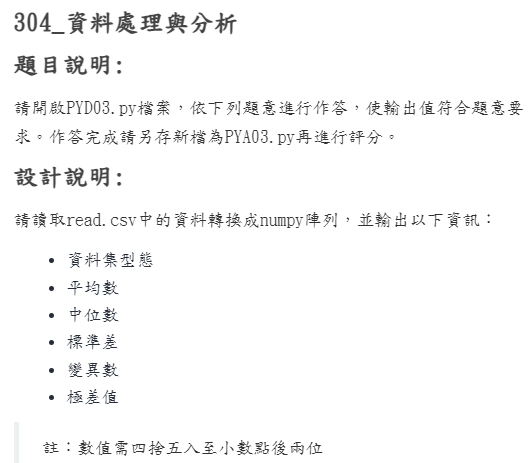 304_資料處理與分析
題目說明:
請開啟PYD03.py檔案，依下列題意進行作答，使輸出值符合題意要
求。作答完成請另存新檔為PYA03.py再進行評分。
設計說明:
請讀取read.csv中的資料轉換成numpy陣列，並輸出以下資訊：
• 資料集型態
• 平均數
• 中位數
• 標準差
• 變異數
• 極差值
註：數值需四捨五入至小數點後兩位